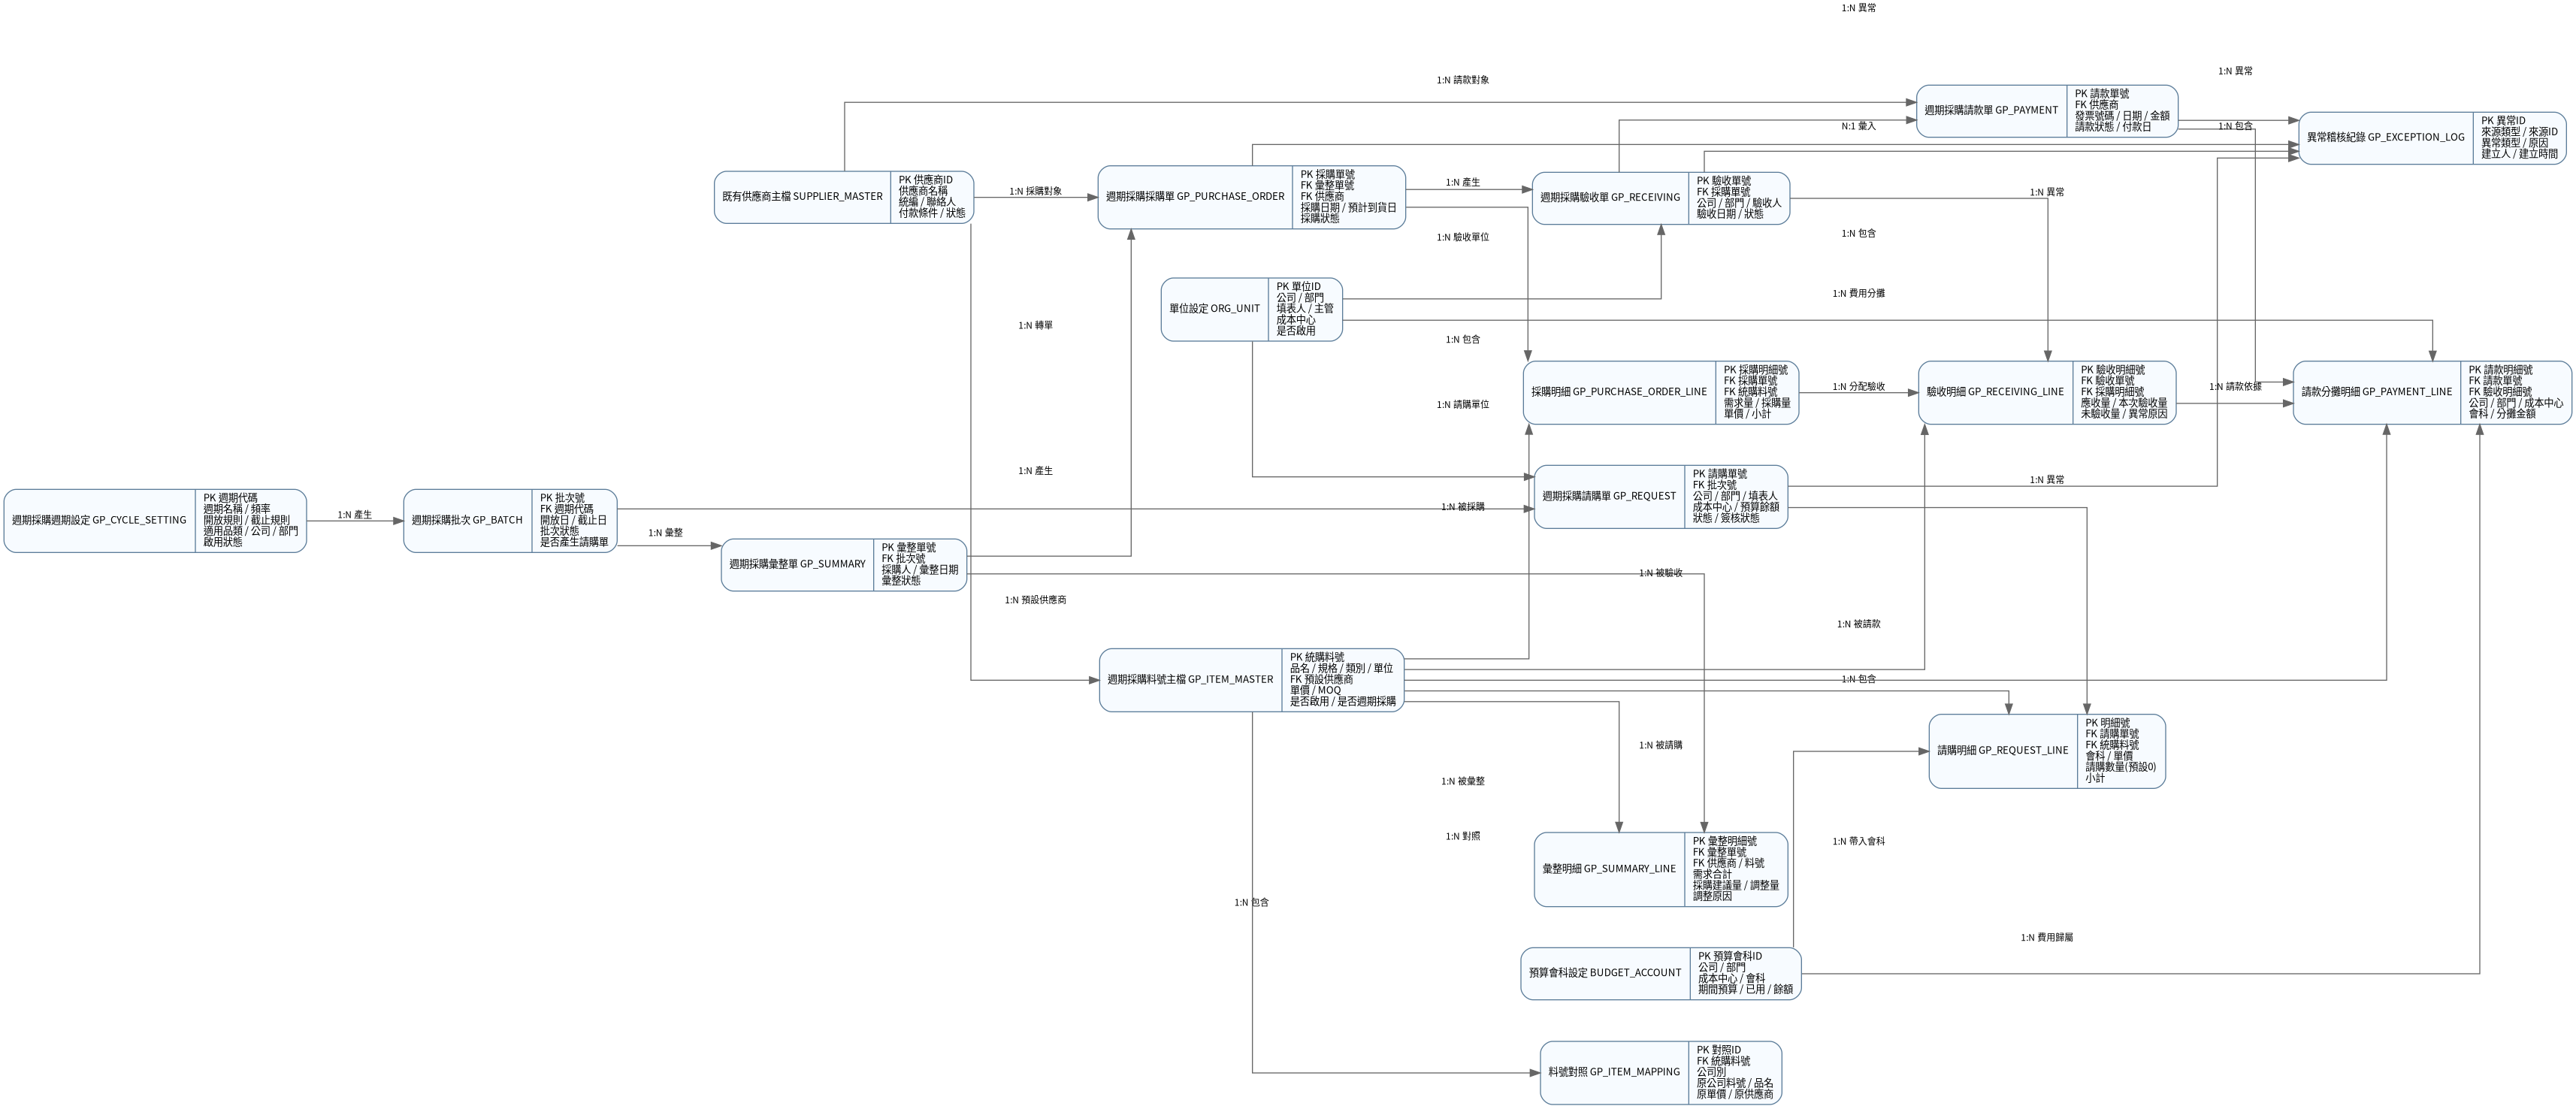 1:N 異常
1:N 請款對象
1:N 異常
N:1 彙入
1:N 包含
週期採購請款單 GP_PAYMENT
PK 請款單號
FK 供應商
發票號碼 / 日期 / 金額
請款狀態 / 付款日
異常稽核紀錄 GP_EXCEPTION_LOG
PK 異常ID
來源類型 / 來源ID
異常類型 / 原因
建立人 / 建立時間
既有供應商主檔 SUPPLIER_MASTER
PK 供應商ID
供應商名稱
統編 / 聯絡人
付款條件 / 狀態
1:N 採購對象
週期採購採購單 GP_PURCHASE_ORDER
PK 採購單號
FK 彙整單號
FK 供應商
採購日期 / 預計到貨日
採購狀態
1:N 產生
週期採購驗收單 GP_RECEIVING
PK 驗收單號
FK 採購單號
公司 / 部門 / 驗收人
驗收日期 / 狀態
1:N 異常
1:N 驗收單位
1:N 包含
單位設定 ORG_UNIT
PK 單位ID
公司 / 部門
填表人 / 主管
成本中心
是否啟用
1:N 費用分攤
1:N 轉單
1:N 包含
採購明細 GP_PURCHASE_ORDER_LINE
PK 採購明細號
FK 採購單號
FK 統購料號
需求量 / 採購量
單價 / 小計
1:N 分配驗收
驗收明細 GP_RECEIVING_LINE
PK 驗收明細號
FK 驗收單號
FK 採購明細號
應收量 / 本次驗收量
未驗收量 / 異常原因
1:N 請款依據
請款分攤明細 GP_PAYMENT_LINE
PK 請款明細號
FK 請款單號
FK 驗收明細號
公司 / 部門 / 成本中心
會科 / 分攤金額
1:N 請購單位
1:N 產生
週期採購請購單 GP_REQUEST
PK 請購單號
FK 批次號
公司 / 部門 / 填表人
成本中心 / 預算餘額
狀態 / 簽核狀態
1:N 異常
週期採購週期設定 GP_CYCLE_SETTING
PK 週期代碼
週期名稱 / 頻率
開放規則 / 截止規則
適用品類 / 公司 / 部門
啟用狀態
1:N 產生
週期採購批次 GP_BATCH
PK 批次號
FK 週期代碼
開放日 / 截止日
批次狀態
是否產生請購單
1:N 彙整
1:N 被採購
週期採購彙整單 GP_SUMMARY
PK 彙整單號
FK 批次號
採購人 / 彙整日期
彙整狀態
1:N 被驗收
1:N 預設供應商
1:N 被請款
週期採購料號主檔 GP_ITEM_MASTER
PK 統購料號
品名 / 規格 / 類別 / 單位
FK 預設供應商
單價 / MOQ
是否啟用 / 是否週期採購
1:N 包含
請購明細 GP_REQUEST_LINE
PK 明細號
FK 請購單號
FK 統購料號
會科 / 單價
請購數量(預設0)
小計
1:N 被請購
1:N 被彙整
1:N 對照
1:N 帶入會科
彙整明細 GP_SUMMARY_LINE
PK 彙整明細號
FK 彙整單號
FK 供應商 / 料號
需求合計
採購建議量 / 調整量
調整原因
1:N 包含
1:N 費用歸屬
預算會科設定 BUDGET_ACCOUNT
PK 預算會科ID
公司 / 部門
成本中心 / 會科
期間預算 / 已用 / 餘額
料號對照 GP_ITEM_MAPPING
PK 對照ID
FK 統購料號
公司別
原公司料號 / 品名
原單價 / 原供應商